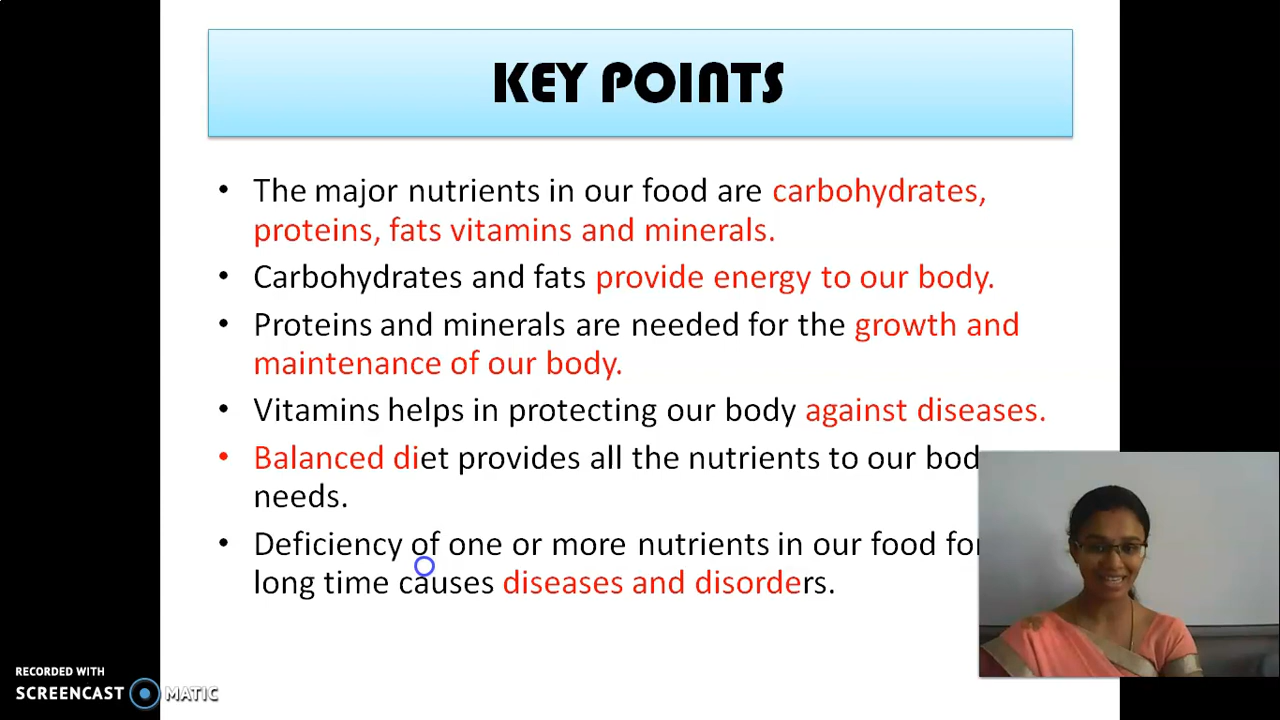 KEY POINTS
• The major nutrients in our food are carbohydrates,
proteins, fats vitamins and minerals.
• Carbohydrates and fats provide energy to our body.
• Proteins and minerals are needed for the growth and
maintenance of our body.
• Vitamins helps in protecting our body against diseases.
• Balanced diet provides all the nutrients to our
needs.
• Deficiency of one or more nutrients in our food for
long time causes diseases and disorders.
RECORDED WITH
SCREENCAST MATIC